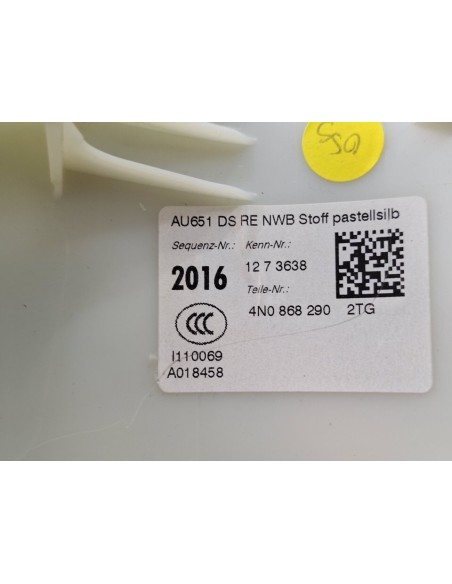 AU651 DS RE NWB Stoff pastellsilb
Sequenz-Nr.: Kenn-Nr.:
2016 12 7 3638
Teile-Nr.:
4N0 868 290 2TG
CCC
I110069
A018458